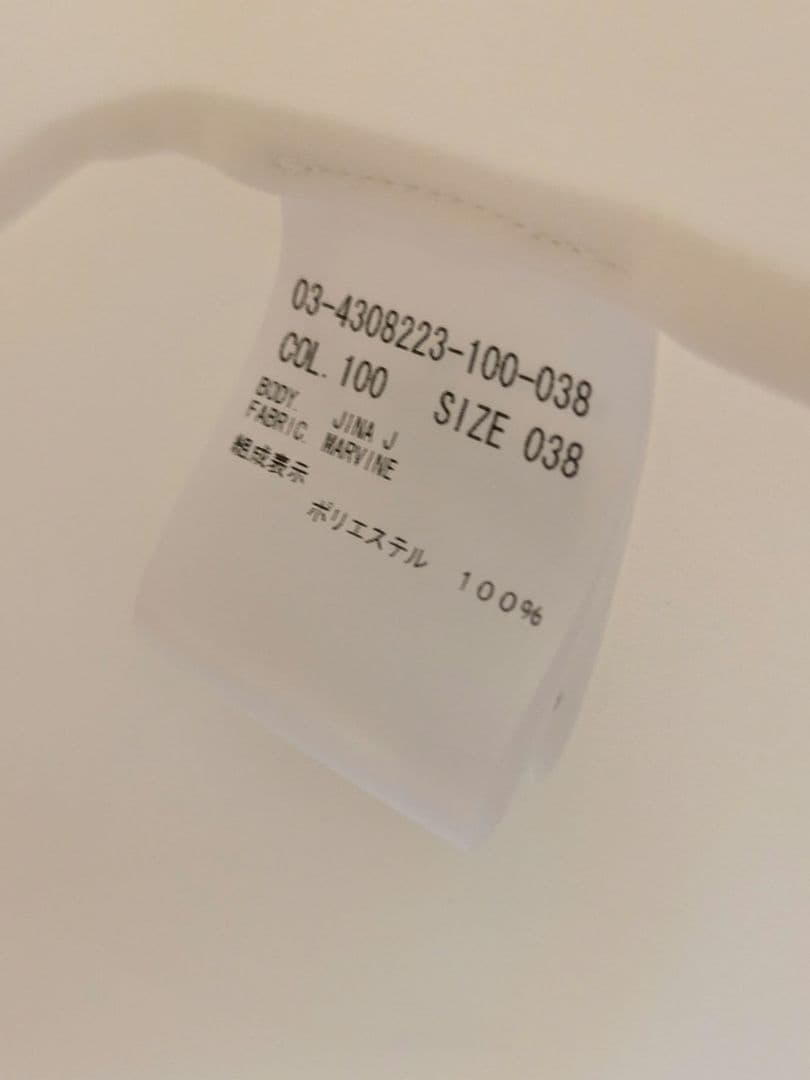 03-4308223-100-038
COL. 100 SIZE 038
BODY. JINA J
FABRIC. MARVINE
組成表示
ポリエステル １００％